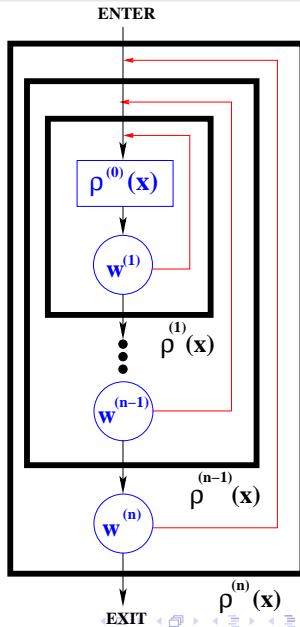 ENTER
ρ^(0)(x)
w^(1)
ρ^(1)(x)
w^(n-1)
ρ^(n-1)(x)
w^(n)
ρ^(n)(x)
EXIT